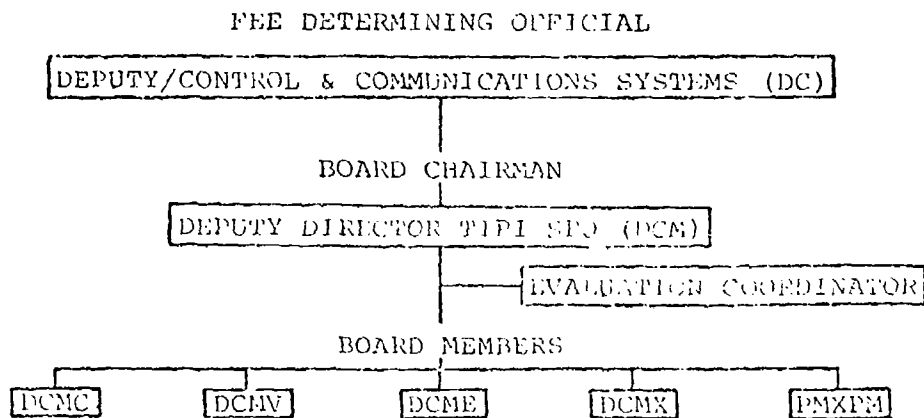 FEE DETERMINING OFFICIAL
DEPUTY/CONTROL & COMMUNICATIONS SYSTEMS (DC)
BOARD CHAIRMAN
DEPUTY DIRECTOR TIPI SPO (DCM)
EVALUATION COORDINATOR
BOARD MEMBERS
DCMC DCMV DCME DCMX PMXPM